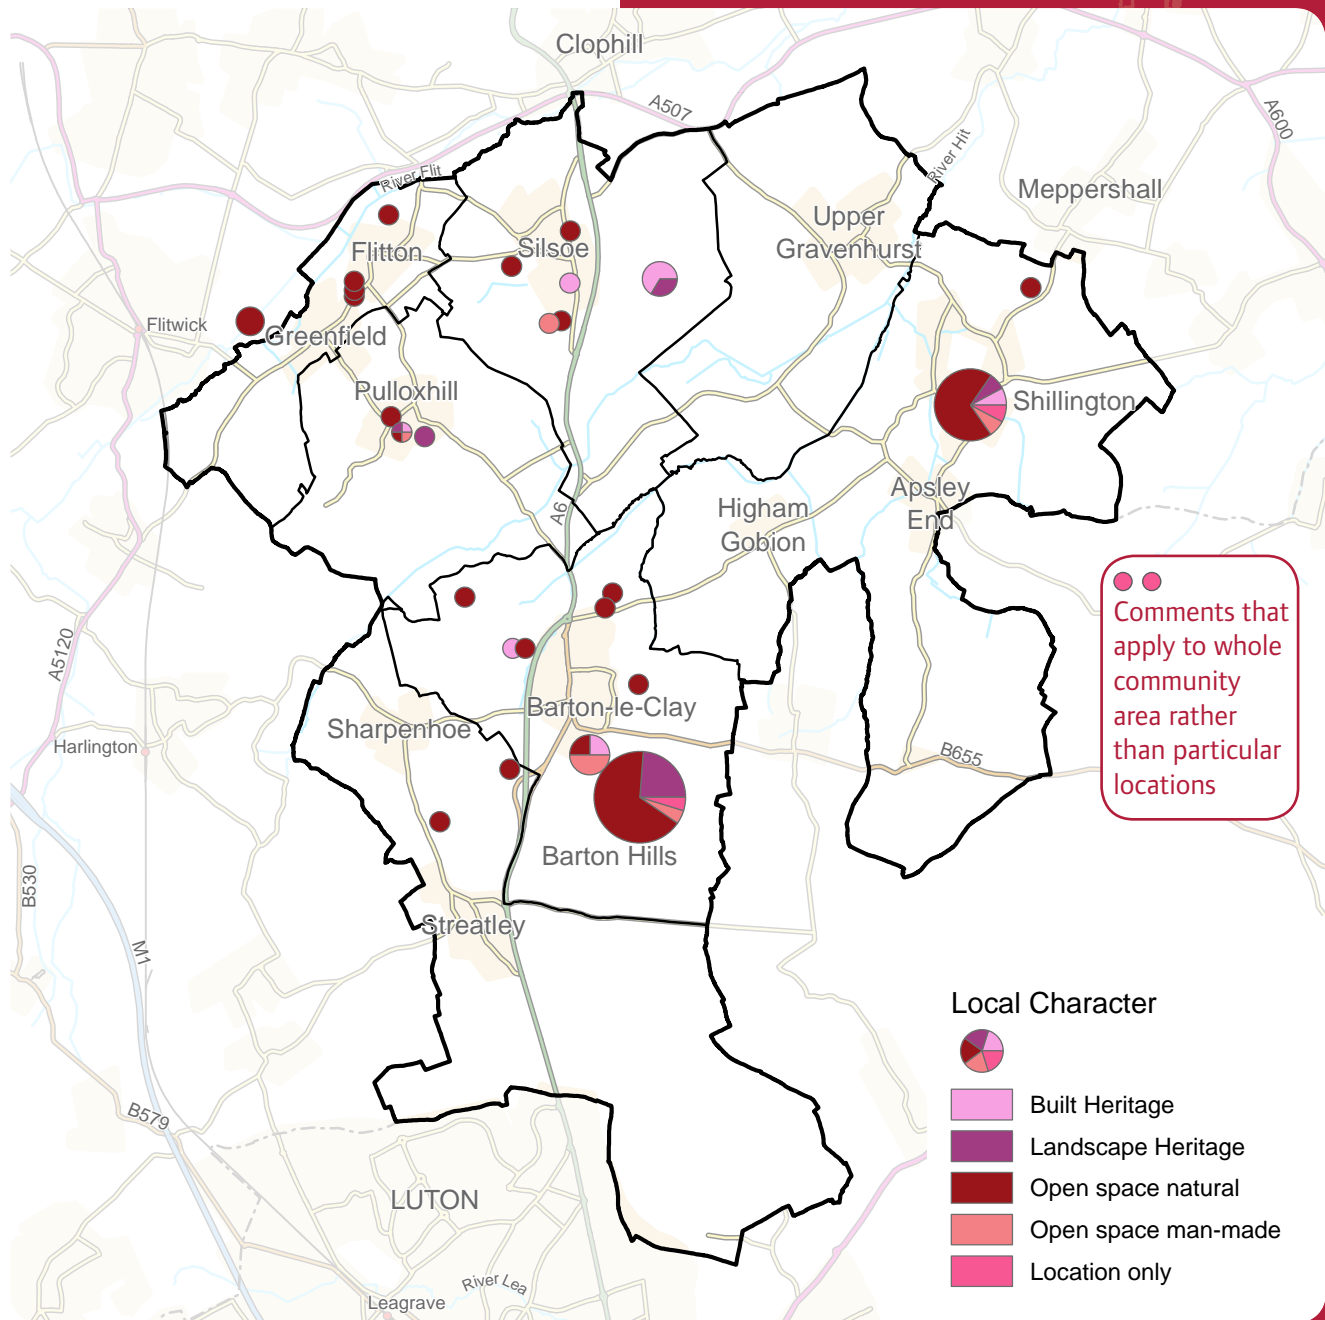 Clophill
A507
A600
River Hit
River Flit
Meppershall
Upper
Gravenhurst
Flitton
Silsoe
Flitwick
Greenfield
Pulloxhill
Shillington
Apsley
End
Higham
Gobion
A6
Comments that
apply to whole
community
area rather
than particular
locations
A5120
Harlington
Sharpenhoe
Barton-le-Clay
B655
Barton Hills
B530
M1
Streatley
B579
LUTON
River Lea
Leagrave
Local Character
Built Heritage
Landscape Heritage
Open space natural
Open space man-made
Location only